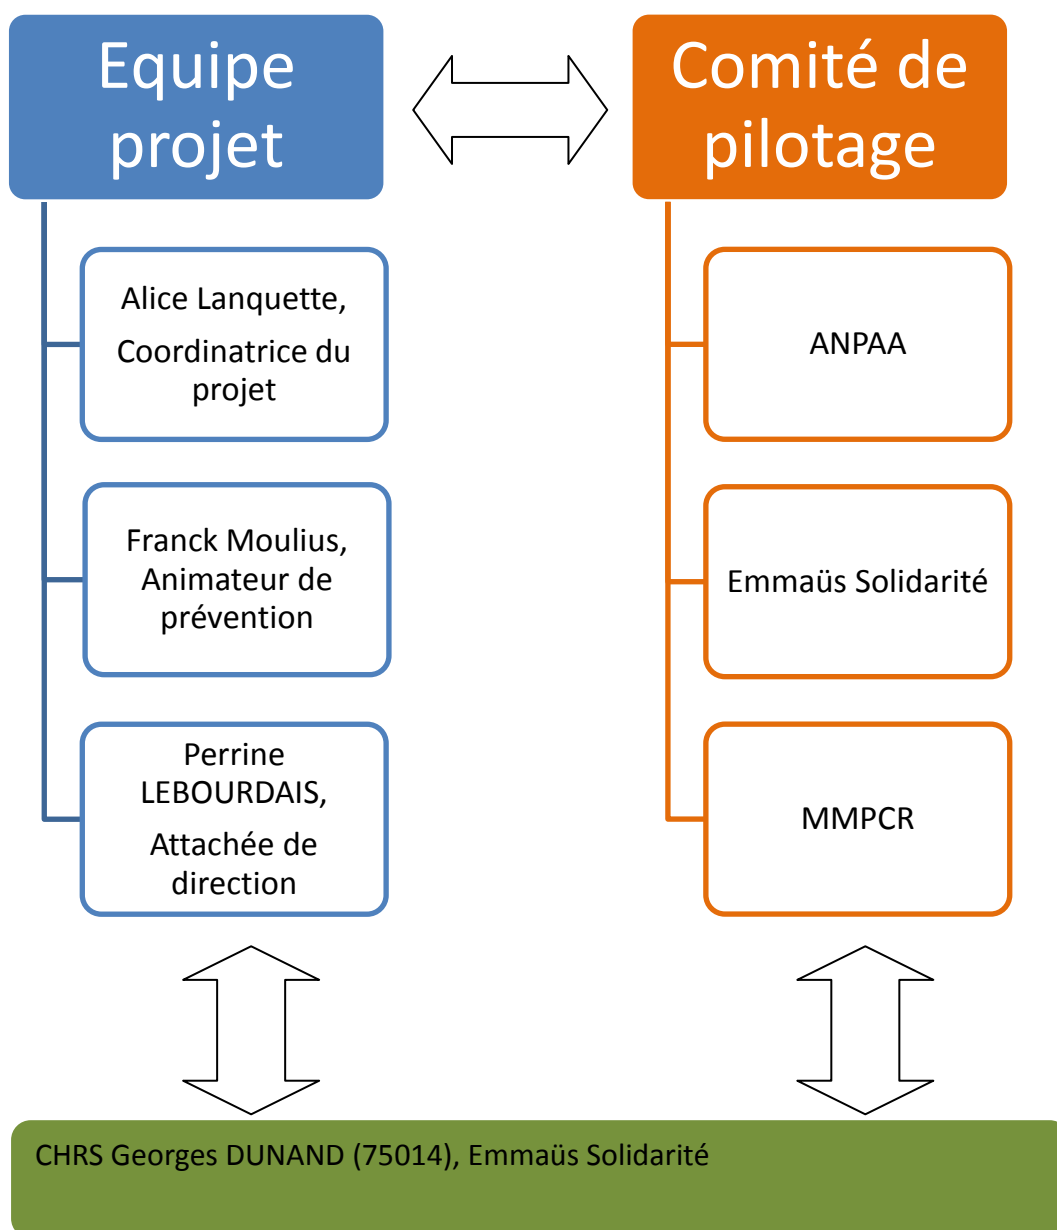 Equipe
projet
Comité de
pilotage
Alice Lanquette,
Coordinatrice du
projet
ANPAA
Franck Moulius,
Animateur de
prévention
Emmaüs Solidarité
Perrine
LEBOURDAIS,
Attachée de
direction
MMPCR
CHRS Georges DUNAND (75014), Emmaüs Solidarité